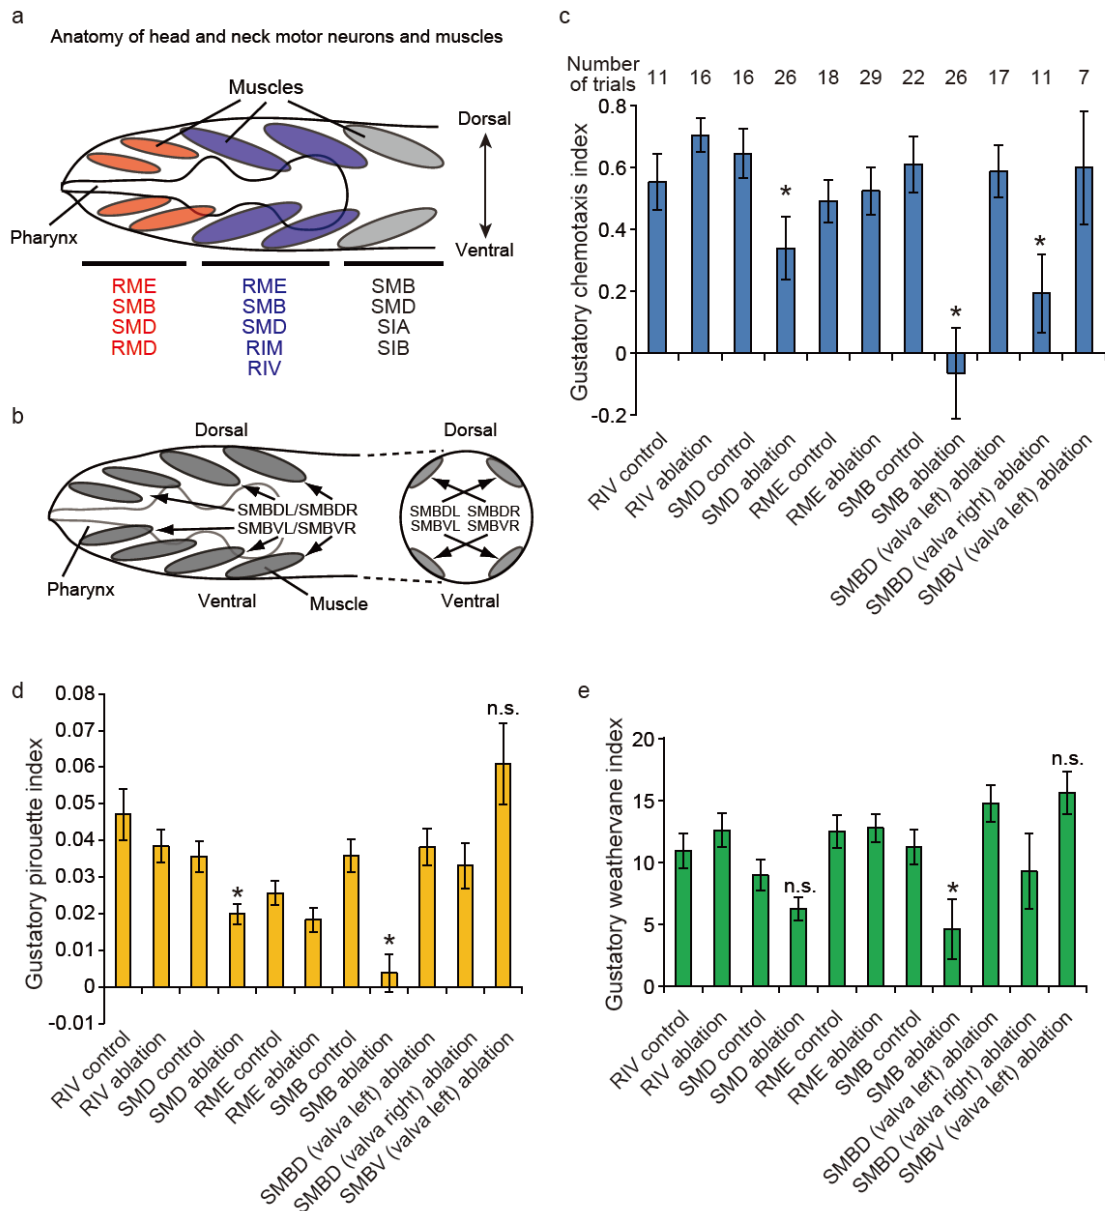 a
Anatomy of head and neck motor neurons and muscles
Muscles
Dorsal
Pharynx
Ventral
RME RME SMB
SMB SMB SMD
SMD SMD SIA
RMD RIM SIB
RIV
b
Dorsal Dorsal
SMBDL/SMBDR
SMBVL/SMBVR
SMBDL SMBDR
SMBVL SMBVR
Pharynx
Ventral Muscle Ventral
c
Number
of trials
11 16 16 26 18 29 22 26 17 11 7
Gustatory chemotaxis index
0.8
0.6
0.4
0.2
0
-0.2
*
*
*
RIV control
RIV ablation
SMD control
SMD ablation
RME control
RME ablation
SMB control
SMB ablation
SMBD (valva left) ablation
SMBD (valva right) ablation
SMBV (valva left) ablation
d
Gustatory pirouette index
0.08
0.07
0.06
0.05
0.04
0.03
0.02
0.01
0
-0.01
*
*
n.s.
RIV control
RIV ablation
SMD control
SMD ablation
RME control
RME ablation
SMB control
SMB ablation
SMBD (valva left) ablation
SMBD (valva right) ablation
SMBV (valva left) ablation
e
Gustatory weathervane index
20
15
10
5
0
n.s.
*
n.s.
RIV control
RIV ablation
SMD control
SMD ablation
RME control
RME ablation
SMB control
SMB ablation
SMBD (valva left) ablation
SMBD (valva right) ablation
SMBV (valva left) ablation